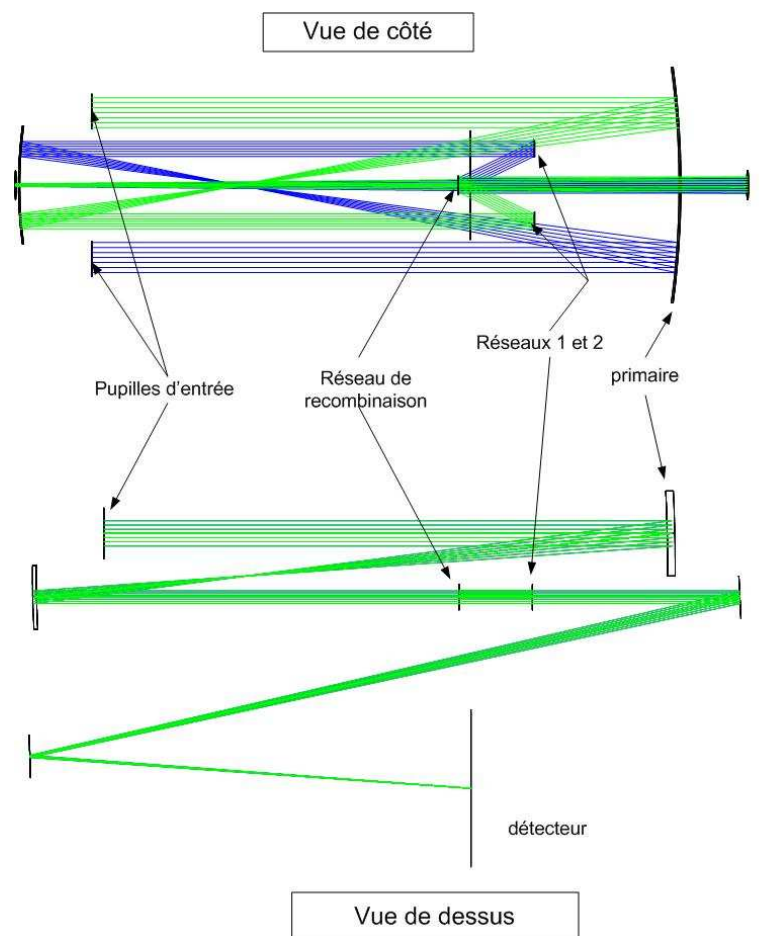 Vue de côté
Pupilles d'entrée
Réseau de
recombinaison
Réseaux 1 et 2
primaire
détecteur
Vue de dessus